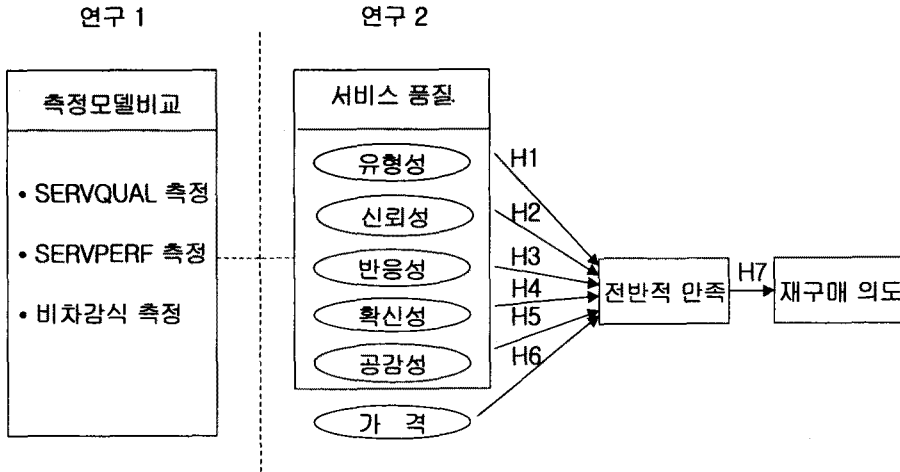 연구 1
연구 2
측정모델비교
• SERVQUAL 측정
• SERVPERF 측정
• 비차감식 측정
서비스 품질
유형성
신뢰성
반응성
확신성
공감성
가 격
H1
H2
H3
H4
H5
H6
전반적 만족
H7
재구매 의도